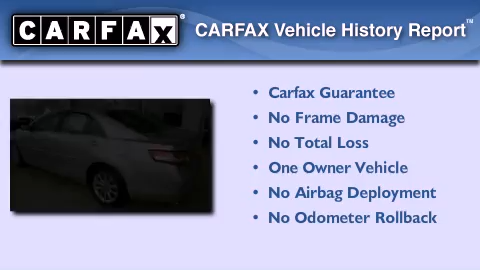 CARFAX®
CARFAX Vehicle History Report™
• Carfax Guarantee
• No Frame Damage
• No Total Loss
• One Owner Vehicle
• No Airbag Deployment
• No Odometer Rollback